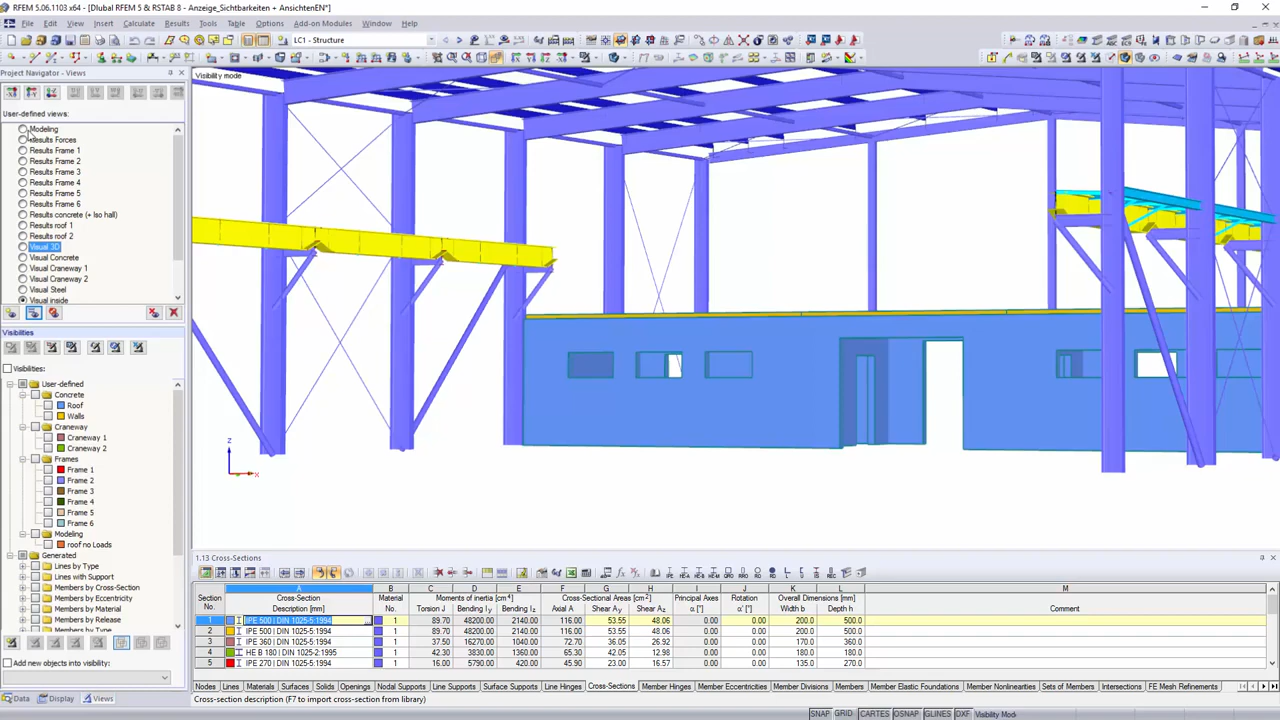 RFEM 5.06.1103 x64 - [Dlubal RFEM 5 & RSTAB 8 - Anzeige_Sichtbarkeiten + AnsichtenEN*]
File Edit View Insert Calculate Results Tools Table Options Add-on Modules Window Help
LC1 - Structure
Project Navigator - Views
Visibility mode
User-defined views:
Modeling
Results Forces
Results Frame 1
Results Frame 2
Results Frame 3
Results Frame 4
Results Frame 5
Results Frame 6
Results concrete (+ Iso hall)
Results roof 1
Results roof 2
Visual 3D
Visual Concrete
Visual Craneway 1
Visual Craneway 2
Visual Steel
Visual inside
Visibilities
Visibilities:
User-defined
Concrete
Roof
Walls
Craneway
Craneway 1
Craneway 2
Frames
Frame 1
Frame 2
Frame 3
Frame 4
Frame 5
Frame 6
Modeling
roof no Loads
Generated
Lines by Type
Lines with Support
Members by Type
Members by Cross-Section
Members by Material
Members by Release
Add new objects into visibility:
Data Display Views
Z
X
1.13 Cross-Sections
A B C D E F G H I J K L M
Section Cross-Section Material Moments of inertia [cm⁴] Cross-Sectional Areas [cm²] Principal Axes Rotation Overall Dimensions [mm]
No. Description [mm] No. Torsion J Bending Iy Bending Iz Axial A Shear Ay Shear Az α [°] α' [°] Width b Depth h Comment
1 IPE 500 | DIN 1025-5:1994 1 89.70 48200.00 2140.00 116.00 53.55 48.06 0.00 0.00 200.0 500.0
2 IPE 500 | DIN 1025-5:1994 1 89.70 48200.00 2140.00 116.00 53.55 48.06 0.00 0.00 200.0 500.0
3 IPE 360 | DIN 1025-5:1994 1 37.50 16270.00 1040.00 72.70 36.05 26.92 0.00 0.00 170.0 360.0
4 HE B 180 | DIN 1025-2:1995 1 42.30 3830.00 1360.00 65.30 42.05 12.98 0.00 0.00 180.0 180.0
5 IPE 270 | DIN 1025-5:1994 1 16.00 5790.00 420.00 45.90 23.00 16.57 0.00 0.00 135.0 270.0
Nodes Lines Materials Surfaces Solids Openings Nodal Supports Line Supports Surface Supports Line Hinges Cross-Sections Member Hinges Member Eccentricities Member Divisions Members Member Elastic Foundations Member Nonlinearities Sets of Members Intersections FE Mesh Refinements
Cross-section description (F7 to import cross-section from library)
SNAP GRID CARTES OSNAP GLINES DXF Visibility Mode